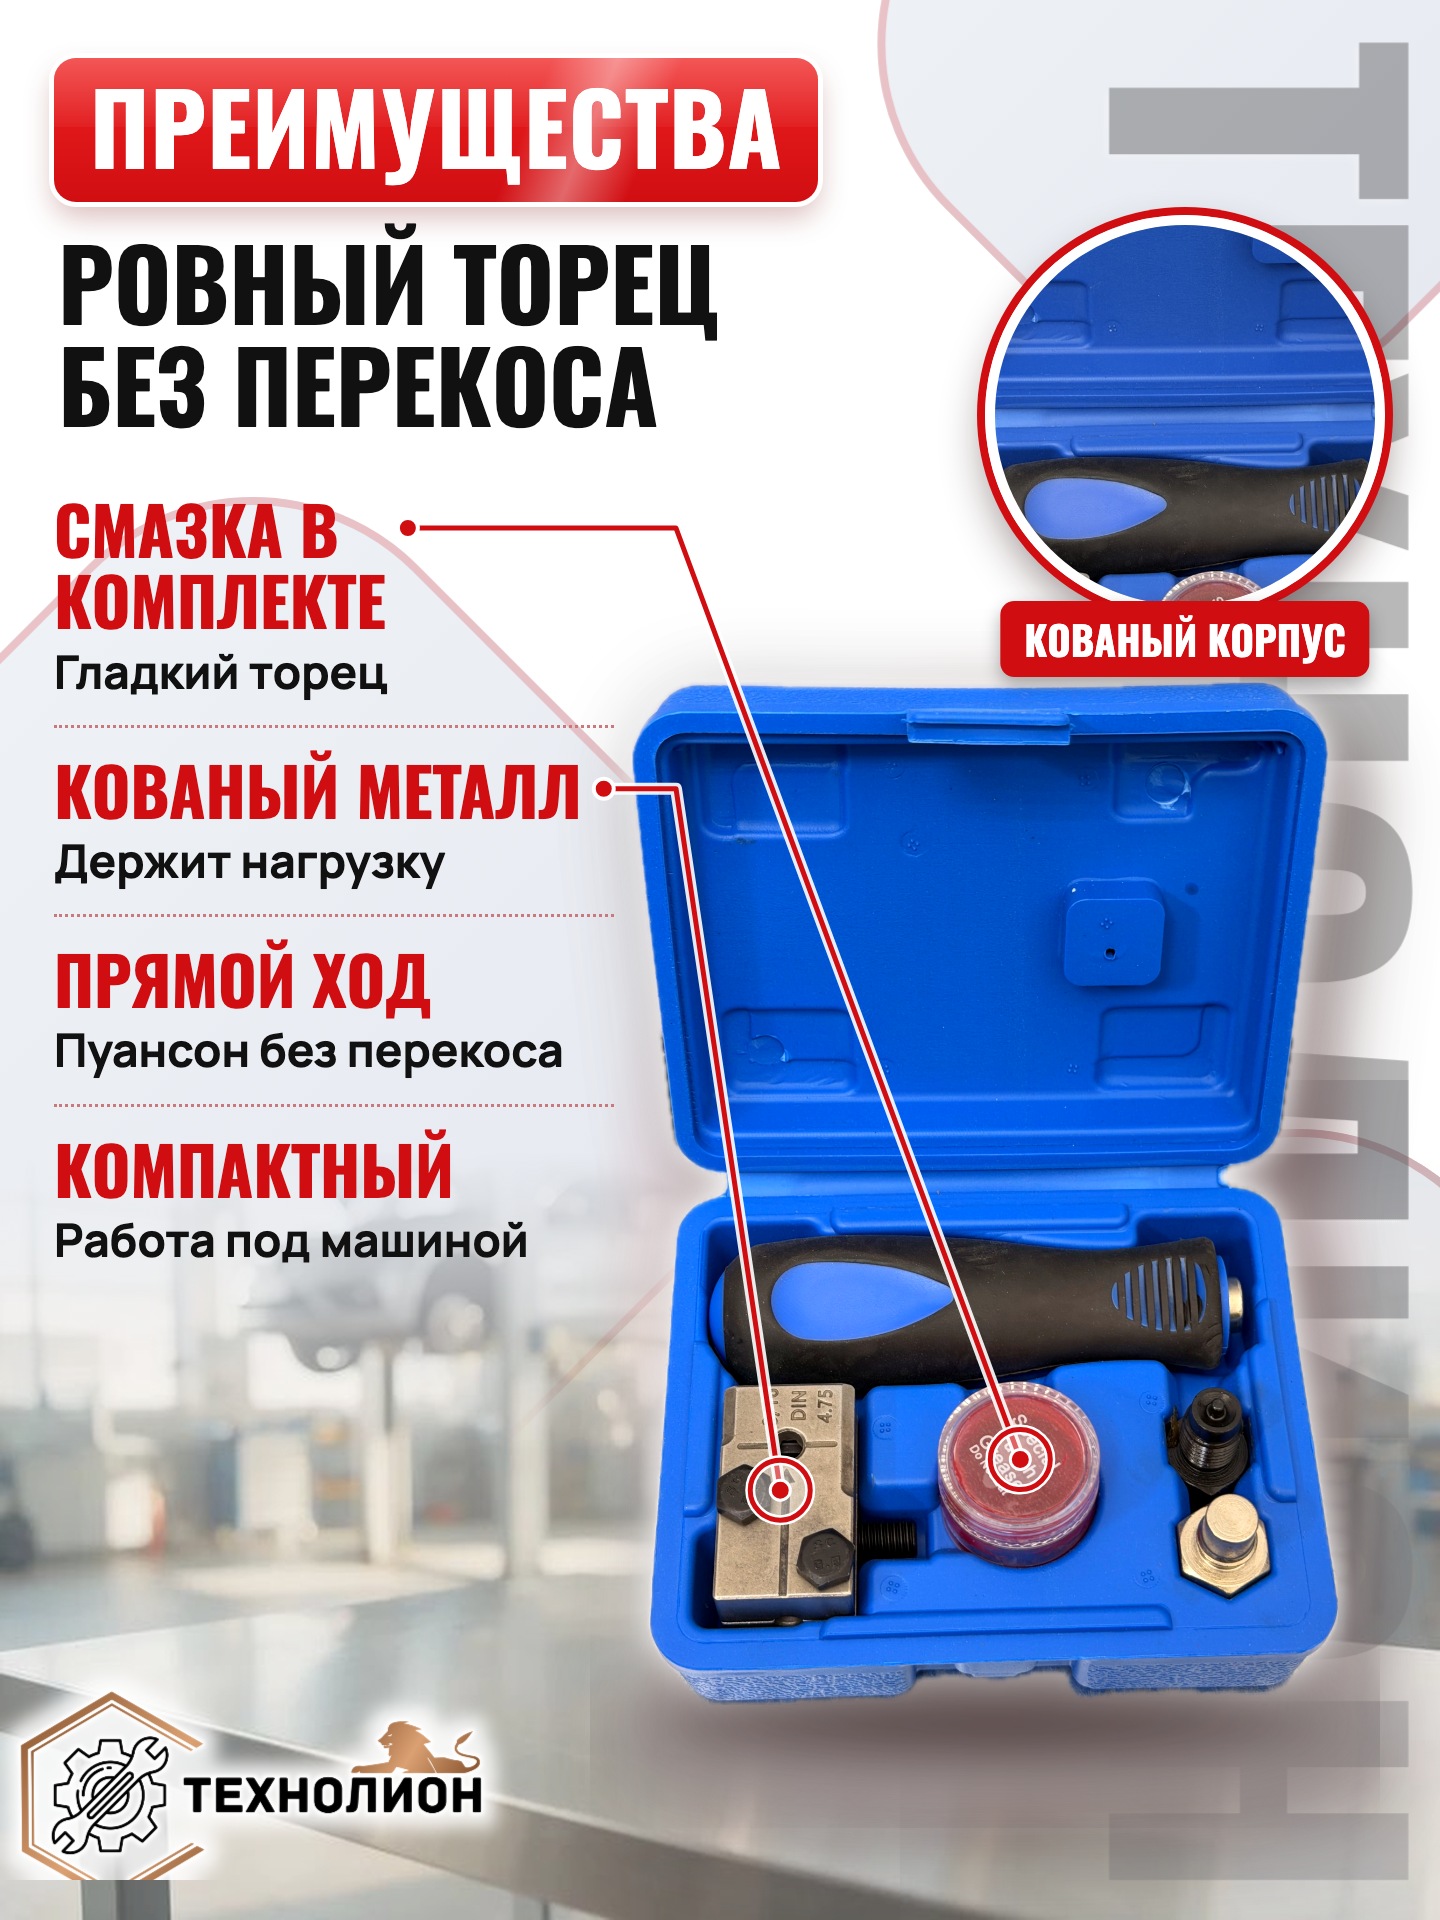 ПРЕИМУЩЕСТВА
РОВНЫЙ ТОРЕЦ
БЕЗ ПЕРЕКОСА
СМАЗКА В
КОМПЛЕКТЕ
Гладкий торец
КОВАНЫЙ МЕТАЛЛ
Держит нагрузку
ПРЯМОЙ ХОД
Пуансон без перекоса
КОМПАКТНЫЙ
Работа под машиной
КОВАНЫЙ КОРПУС
DIN
4.75
ТЕХНОЛИОН